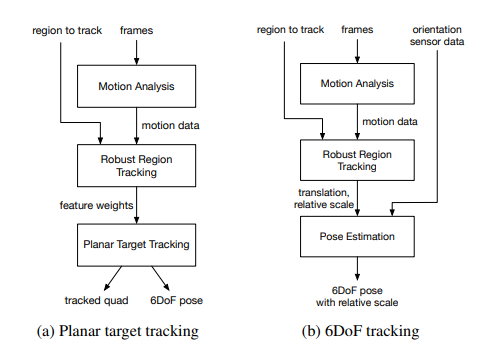 region to track
frames
Motion Analysis
motion data
Robust Region
Tracking
feature weights
Planar Target Tracking
tracked quad
6DoF pose
(a) Planar target tracking
region to track
frames
orientation
sensor data
Motion Analysis
motion data
Robust Region
Tracking
translation,
relative scale
Pose Estimation
6DoF pose
with relative scale
(b) 6DoF tracking